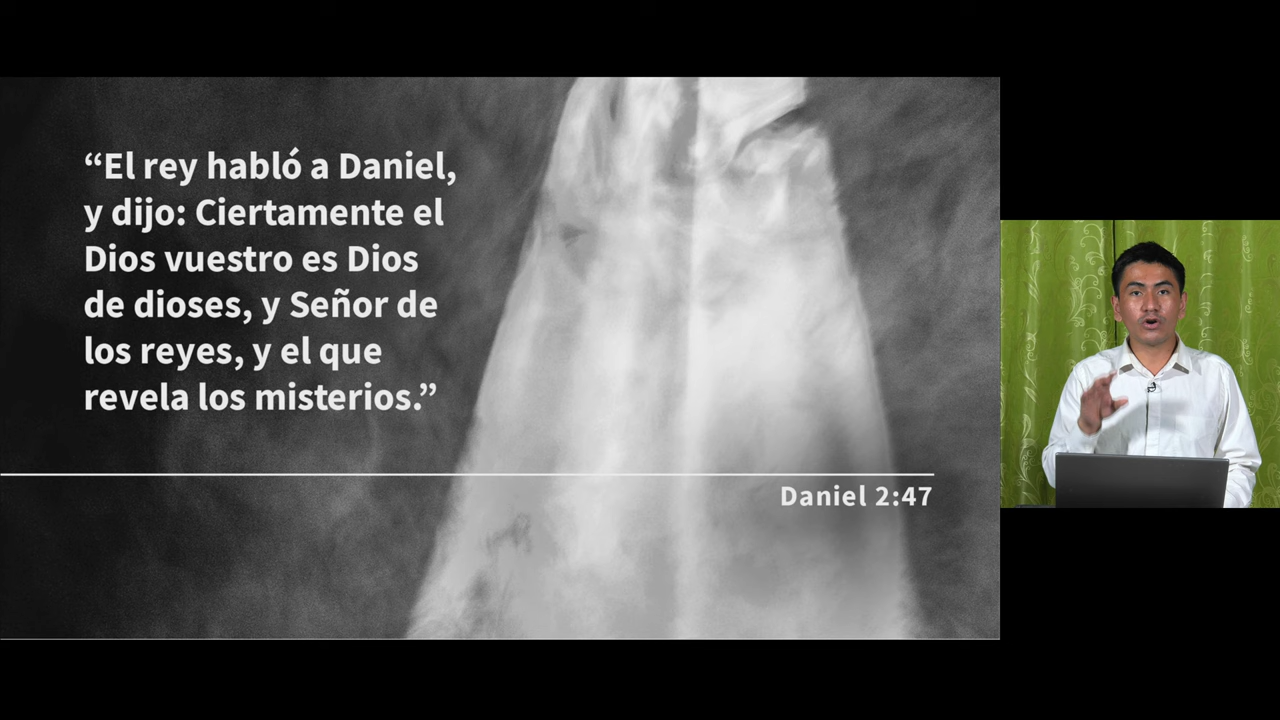 “El rey habló a Daniel,
y dijo: Ciertamente el
Dios vuestro es Dios
de dioses, y Señor de
los reyes, y el que
revela los misterios.”
Daniel 2:47